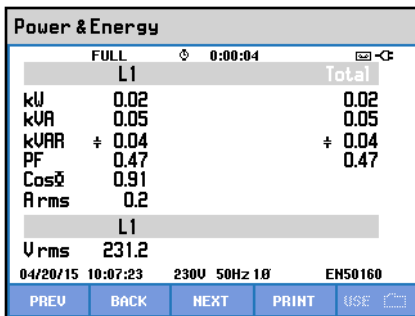 Power & Energy
FULL 0:00:04
L1 Total
kW 0.02 0.02
kVA 0.05 0.05
kVAR 0.04 0.04
PF 0.47 0.47
CosΦ 0.91
A rms 0.2
L1
V rms 231.2
04/20/15 10:07:23 230V 50Hz 1Ø EN50160
PREV BACK NEXT PRINT USE